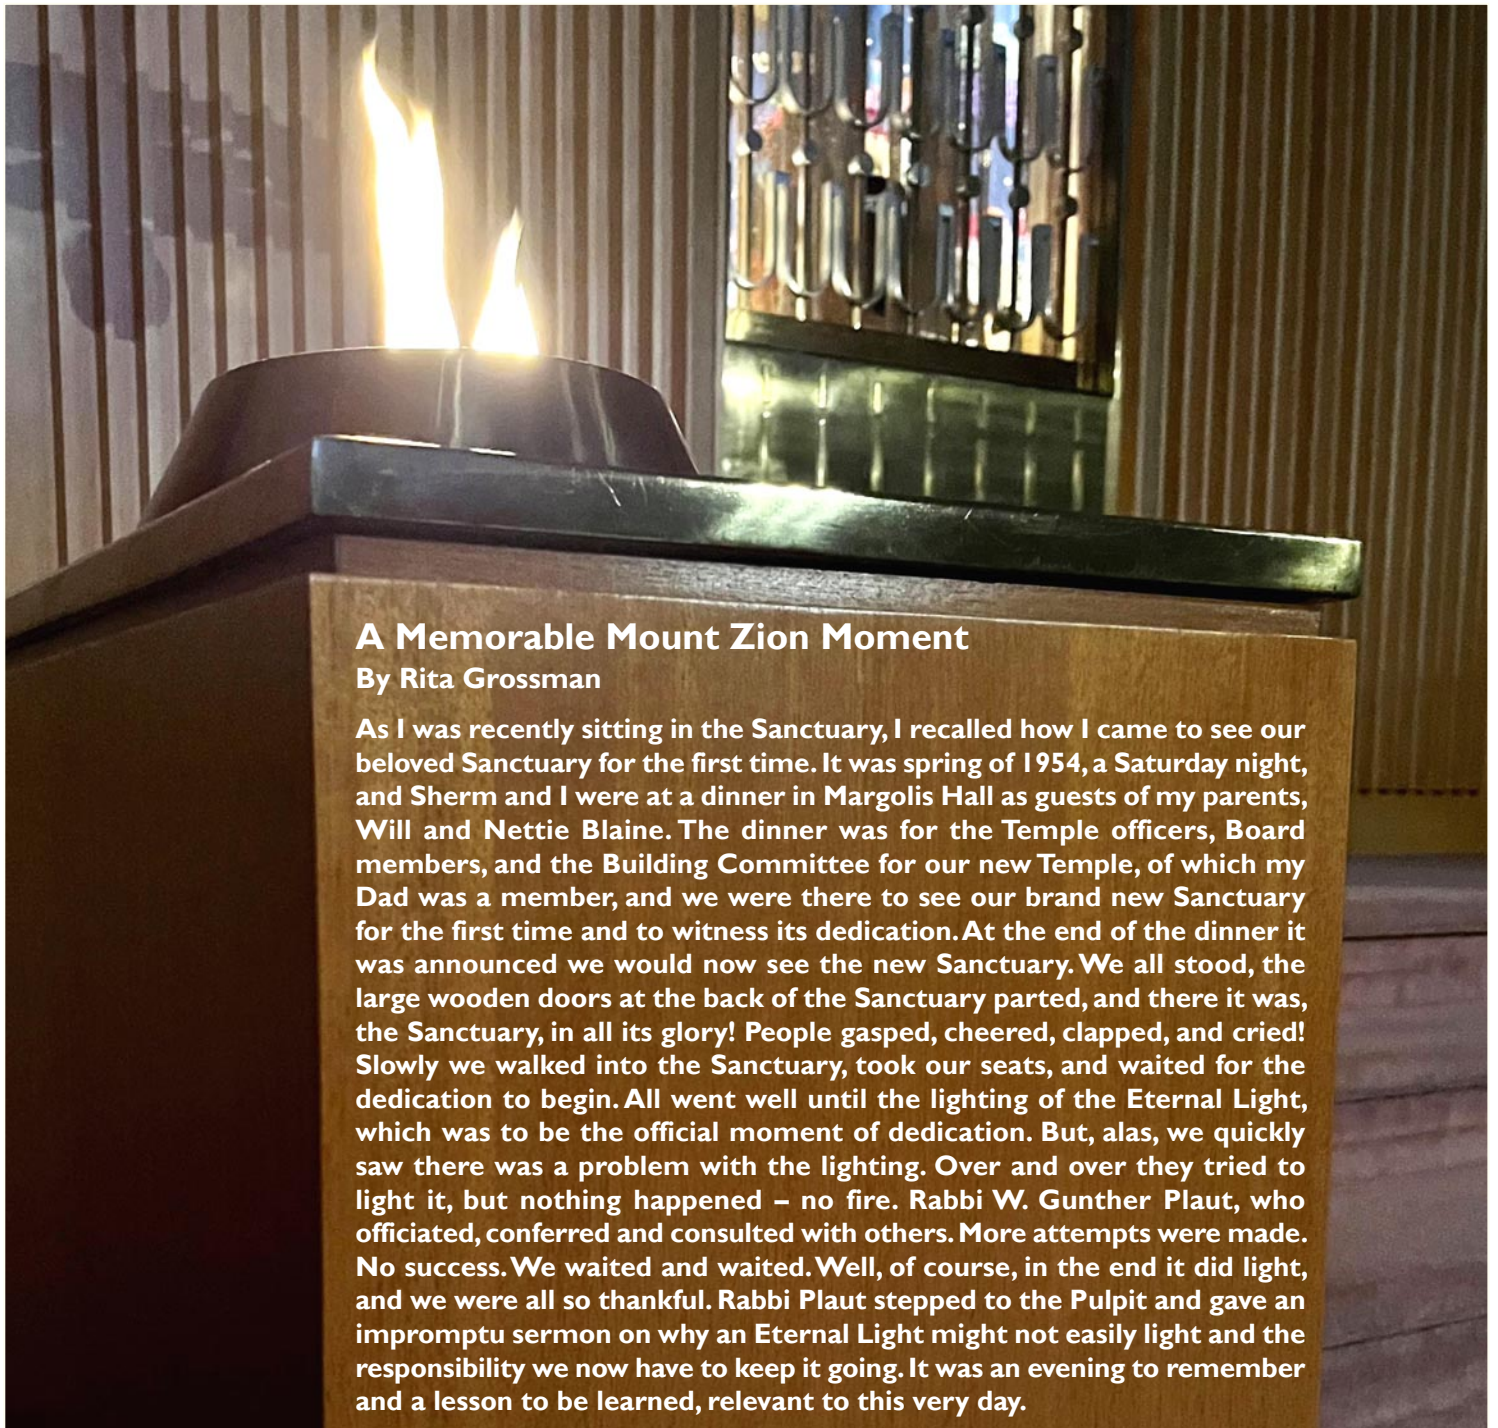 A Memorable Mount Zion Moment
By Rita Grossman
As I was recently sitting in the Sanctuary, I recalled how I came to see our
beloved Sanctuary for the first time. It was spring of 1954, a Saturday night,
and Sherm and I were at a dinner in Margolis Hall as guests of my parents,
Will and Nettie Blaine. The dinner was for the Temple officers, Board
members, and the Building Committee for our new Temple, of which my
Dad was a member, and we were there to see our brand new Sanctuary
for the first time and to witness its dedication. At the end of the dinner it
was announced we would now see the new Sanctuary. We all stood, the
large wooden doors at the back of the Sanctuary parted, and there it was,
the Sanctuary, in all its glory! People gasped, cheered, clapped, and cried!
Slowly we walked into the Sanctuary, took our seats, and waited for the
dedication to begin. All went well until the lighting of the Eternal Light,
which was to be the official moment of dedication. But, alas, we quickly
saw there was a problem with the lighting. Over and over they tried to
light it, but nothing happened – no fire. Rabbi W. Gunther Plaut, who
officiated, conferred and consulted with others. More attempts were made.
No success. We waited and waited. Well, of course, in the end it did light,
and we were all so thankful. Rabbi Plaut stepped to the Pulpit and gave an
impromptu sermon on why an Eternal Light might not easily light and the
responsibility we now have to keep it going. It was an evening to remember
and a lesson to be learned, relevant to this very day.